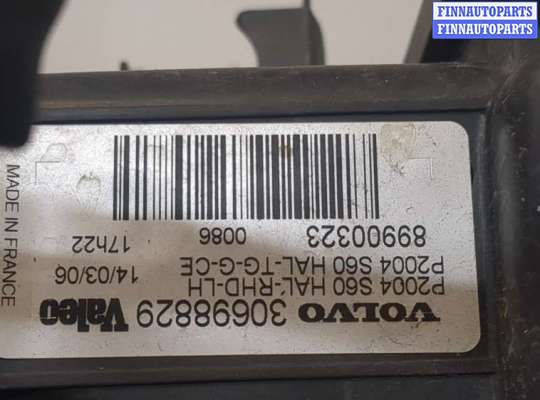 FINNAUTOPARTS
FINNAUTOPARTS
VOLVO 30698829 Valeo
P2004 S60 HAL-RHD-LH 14/03/06
P2004 S60 HAL-TG-G-CE
89900323 0086 17h22
MADE IN FRANCE